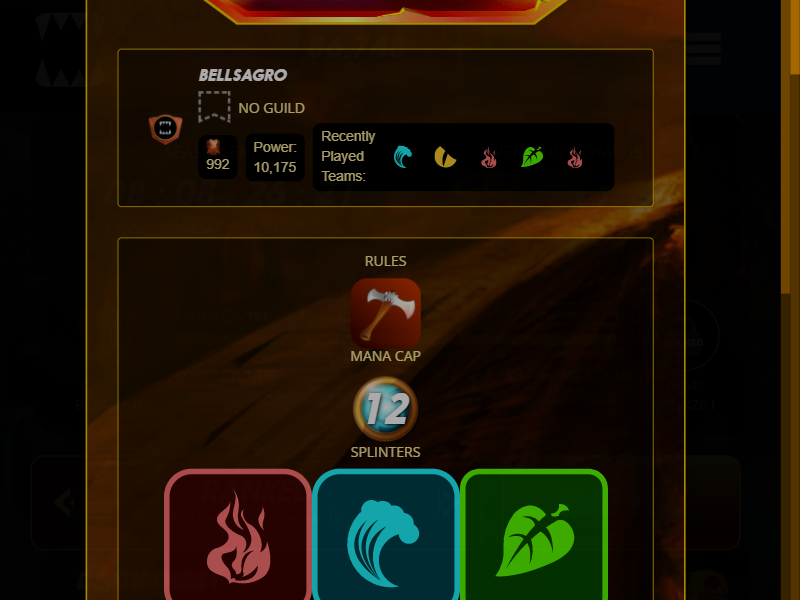 BELLSAGRO
NO GUILD
992
Power:
10,175
Recently
Played
Teams:
RULES
MANA CAP
12
SPLINTERS